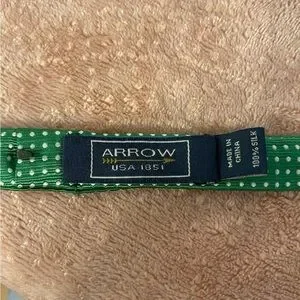 ARROW
USA-1851
MADE IN
CHINA
100% SILK